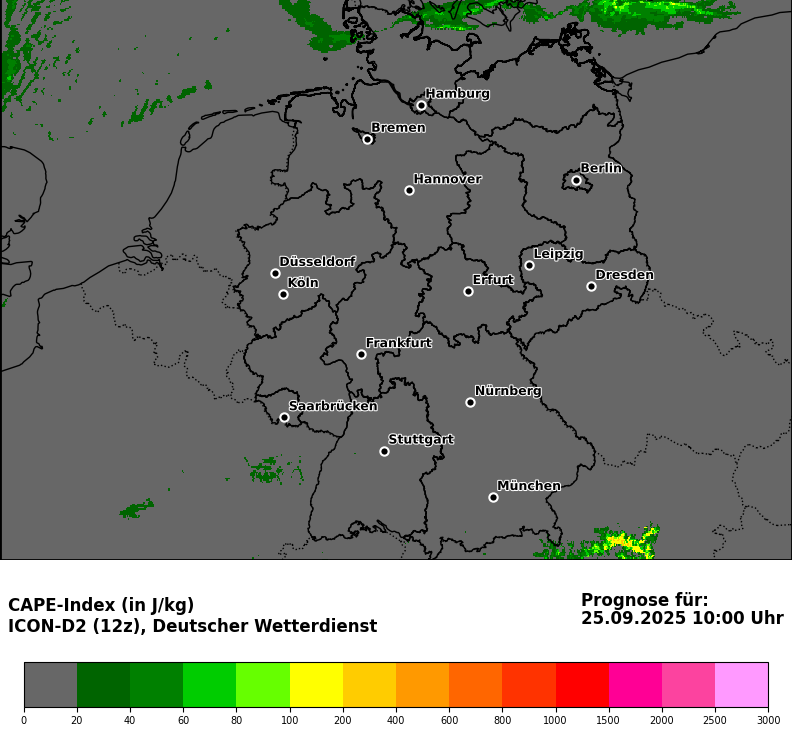 Hamburg
Bremen
Berlin
Hannover
Leipzig
Düsseldorf
Dresden
Köln
Erfurt
Frankfurt
Nürnberg
Saarbrücken
Stuttgart
München
CAPE-Index (in J/kg)
ICON-D2 (12z), Deutscher Wetterdienst
Prognose für:
25.09.2025 10:00 Uhr
0 20 40 60 80 100 200 400 600 800 1000 1500 2000 2500 3000